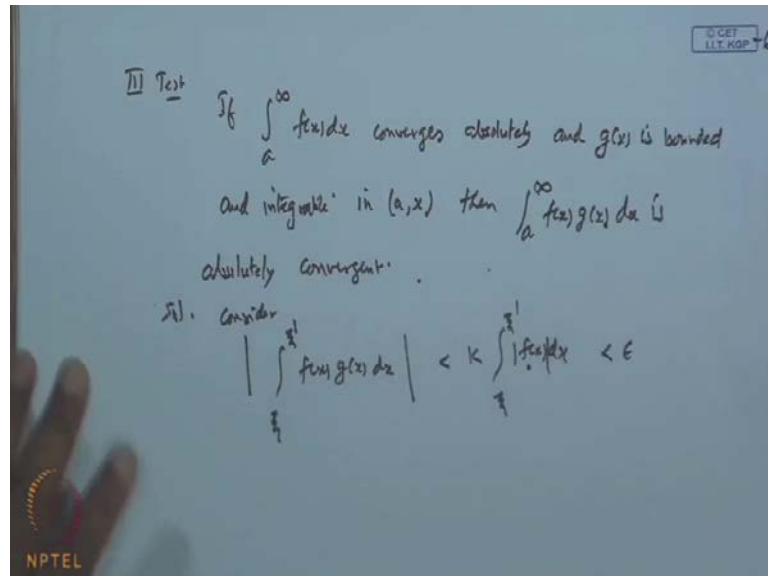 © CET
I.I.T. KGP
III Test
If ∫_a^∞ f(x) dx converges absolutely and g(x) is bounded
and integrable in (a, x) then ∫_a^∞ f(x) g(x) dx is
absolutely convergent.
Sol. Consider
| ∫_ξ^ξ' f(x) g(x) dx | < K ∫_ξ^ξ' |f(x)| dx < ε
NPTEL